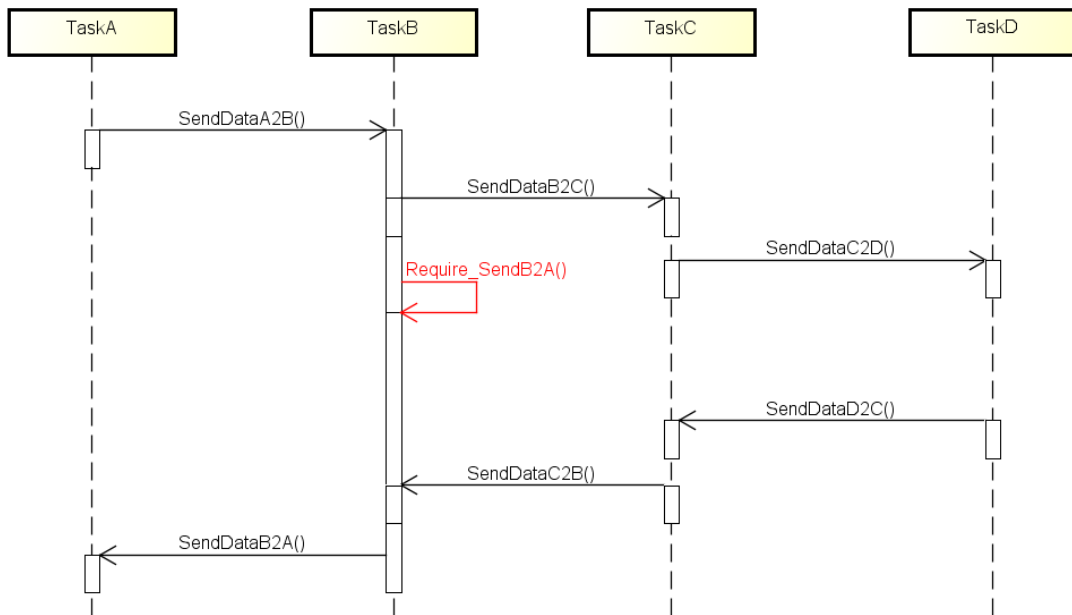 TaskA
TaskB
TaskC
TaskD
SendDataA2B()
SendDataB2C()
SendDataC2D()
Require_SendB2A()
SendDataD2C()
SendDataC2B()
SendDataB2A()